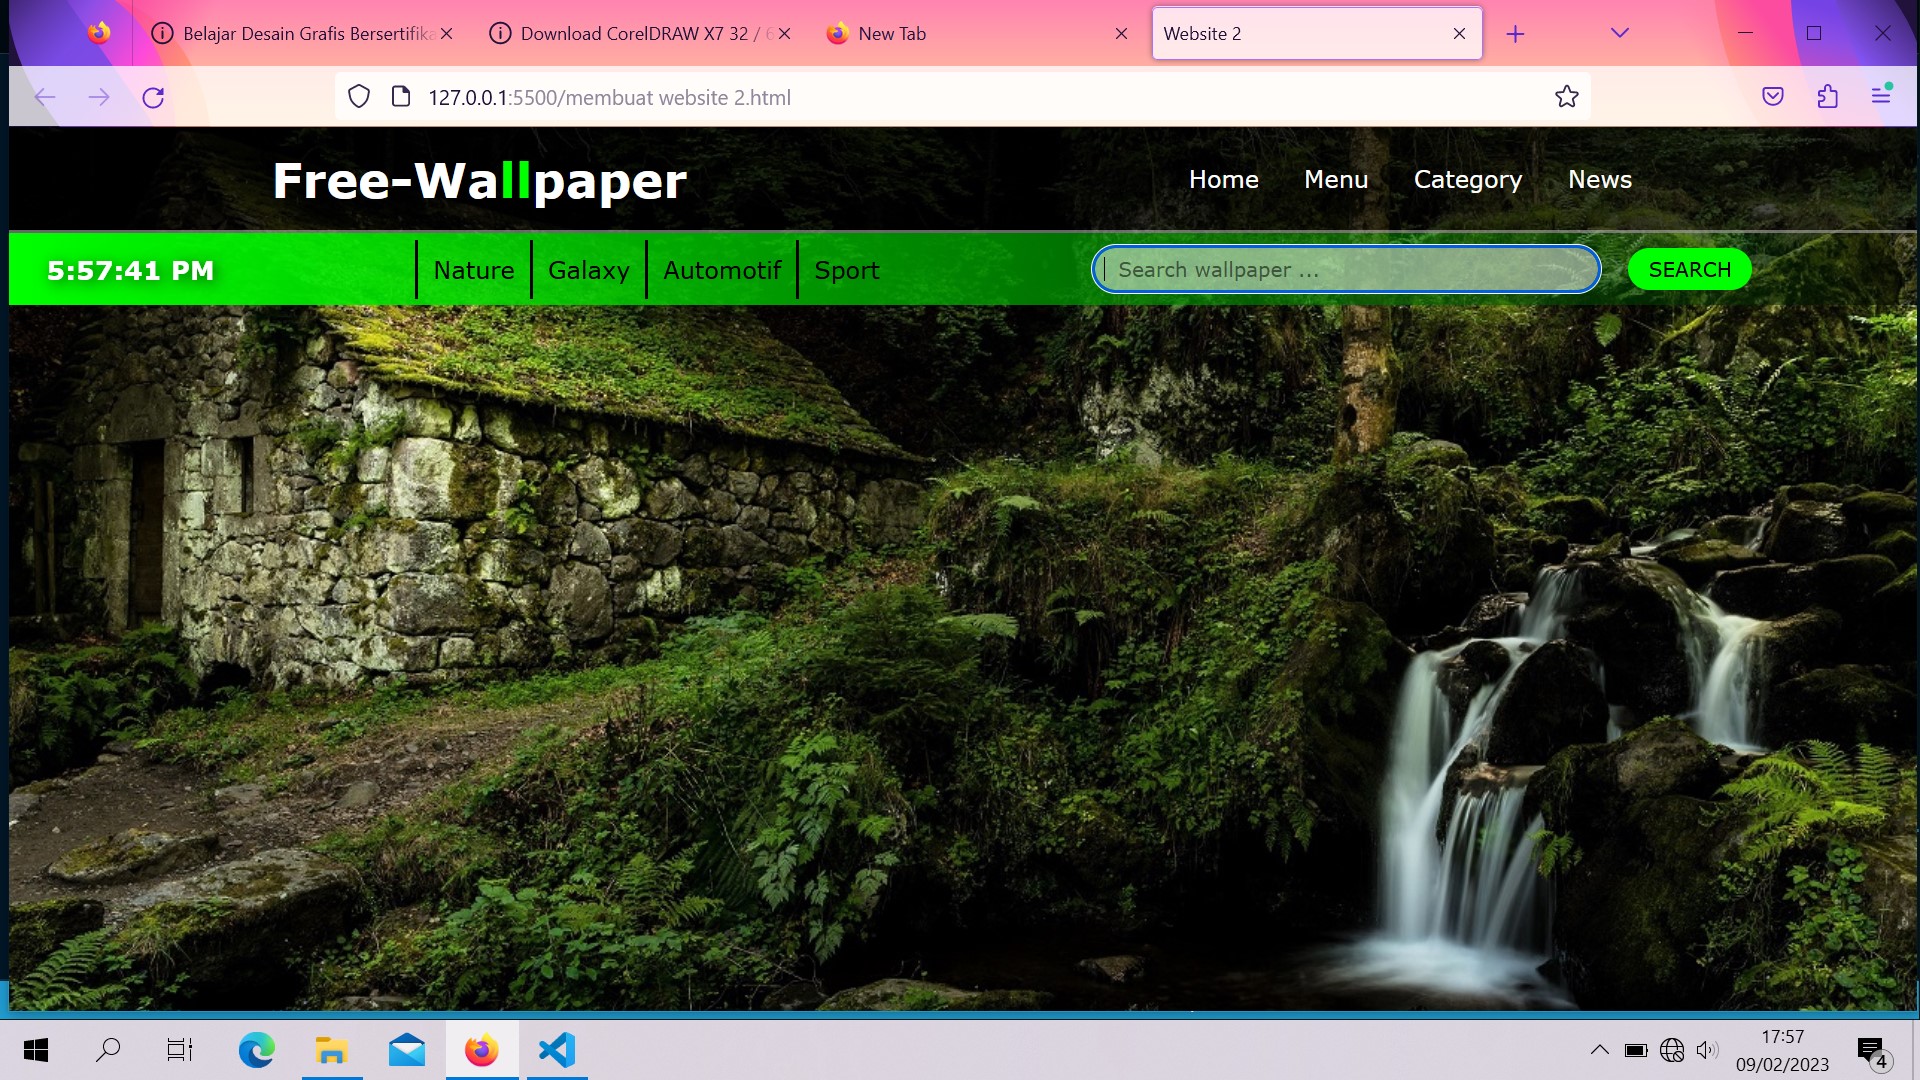 Belajar Desain Grafis Bersertifika
Download CorelDRAW X7 32 / 6
New Tab
Website 2
127.0.0.1:5500/membuat website 2.html
Free-Wallpaper
Home Menu Category News
5:57:41 PM
Nature Galaxy Automotif Sport
Search wallpaper ...
SEARCH
17:57
09/02/2023
4